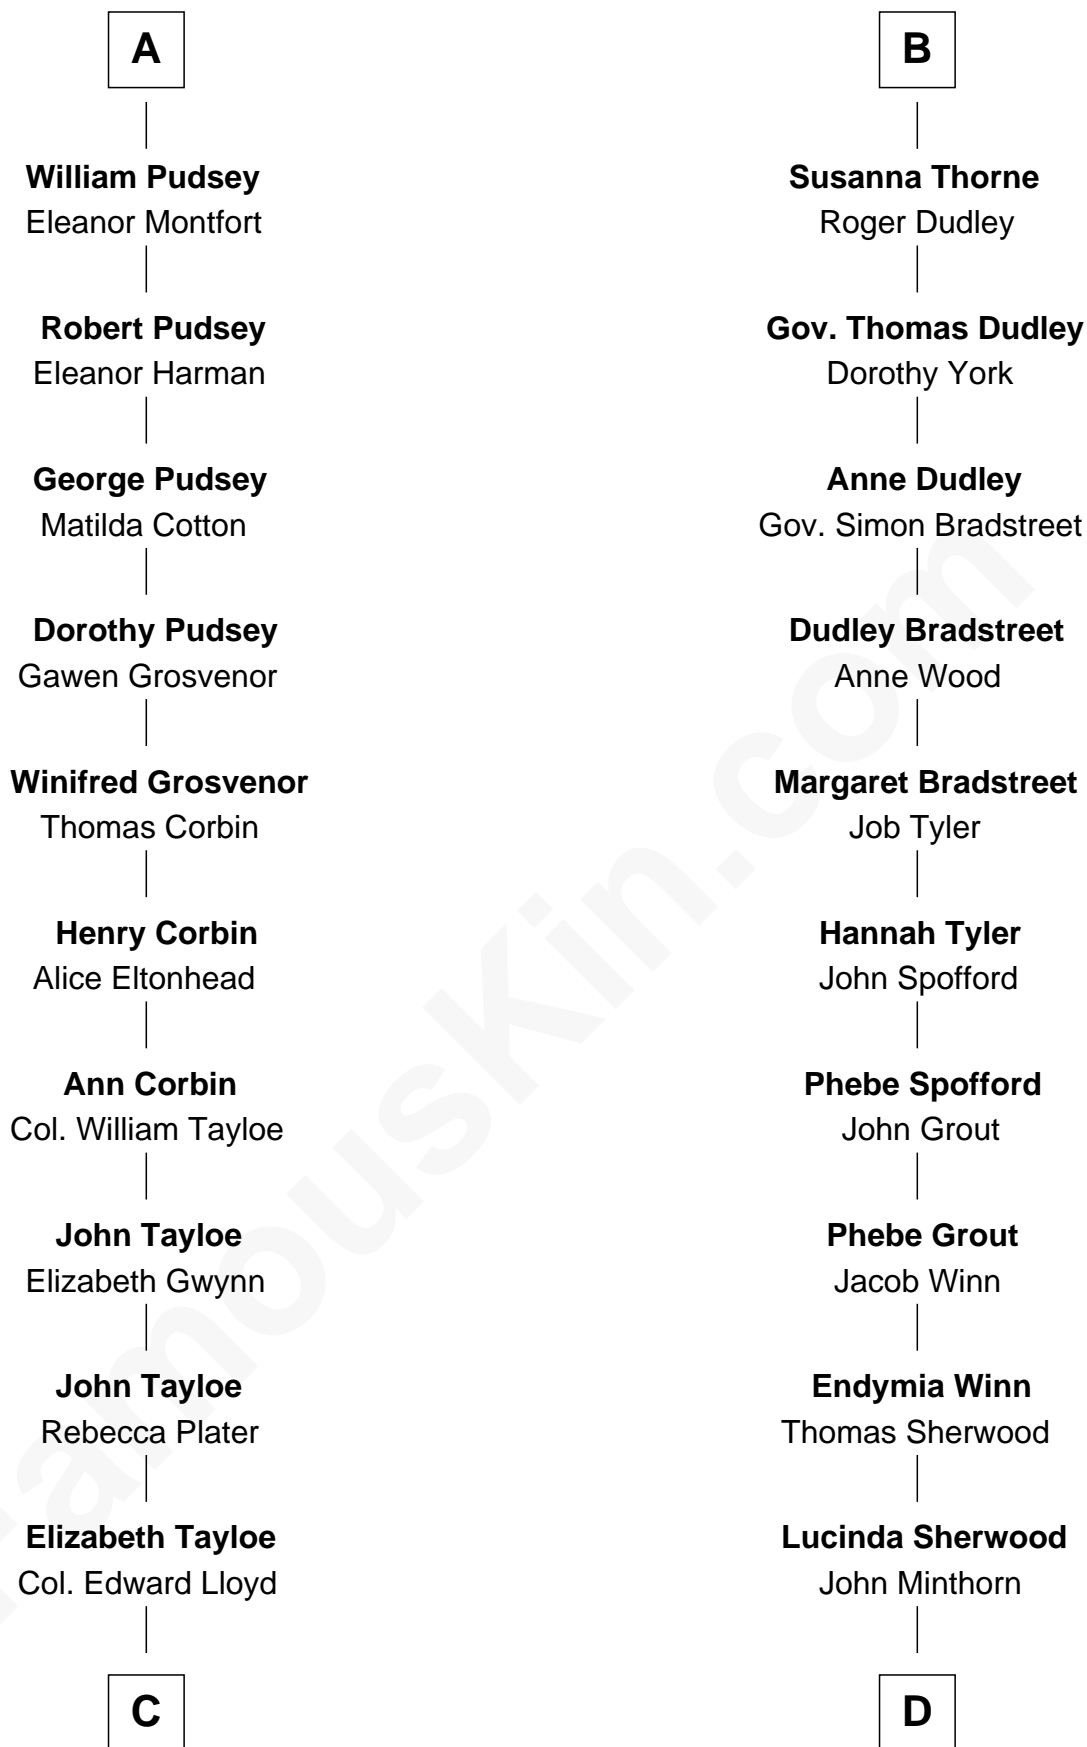 A
William Pudsey
Eleanor Montfort
Robert Pudsey
Eleanor Harman
George Pudsey
Matilda Cotton
Dorothy Pudsey
Gawen Grosvenor
Winifred Grosvenor
Thomas Corbin
Henry Corbin
Alice Eltonhead
Ann Corbin
Col. William Tayloe
John Tayloe
Elizabeth Gwynn
John Tayloe
Rebecca Plater
Elizabeth Tayloe
Col. Edward Lloyd
C
B
Susanna Thorne
Roger Dudley
Gov. Thomas Dudley
Dorothy York
Anne Dudley
Gov. Simon Bradstreet
Dudley Bradstreet
Anne Wood
Margaret Bradstreet
Job Tyler
Hannah Tyler
John Spofford
Phebe Spofford
John Grout
Phebe Grout
Jacob Winn
Endymia Winn
Thomas Sherwood
Lucinda Sherwood
John Minthorn
D
FamousKin.com